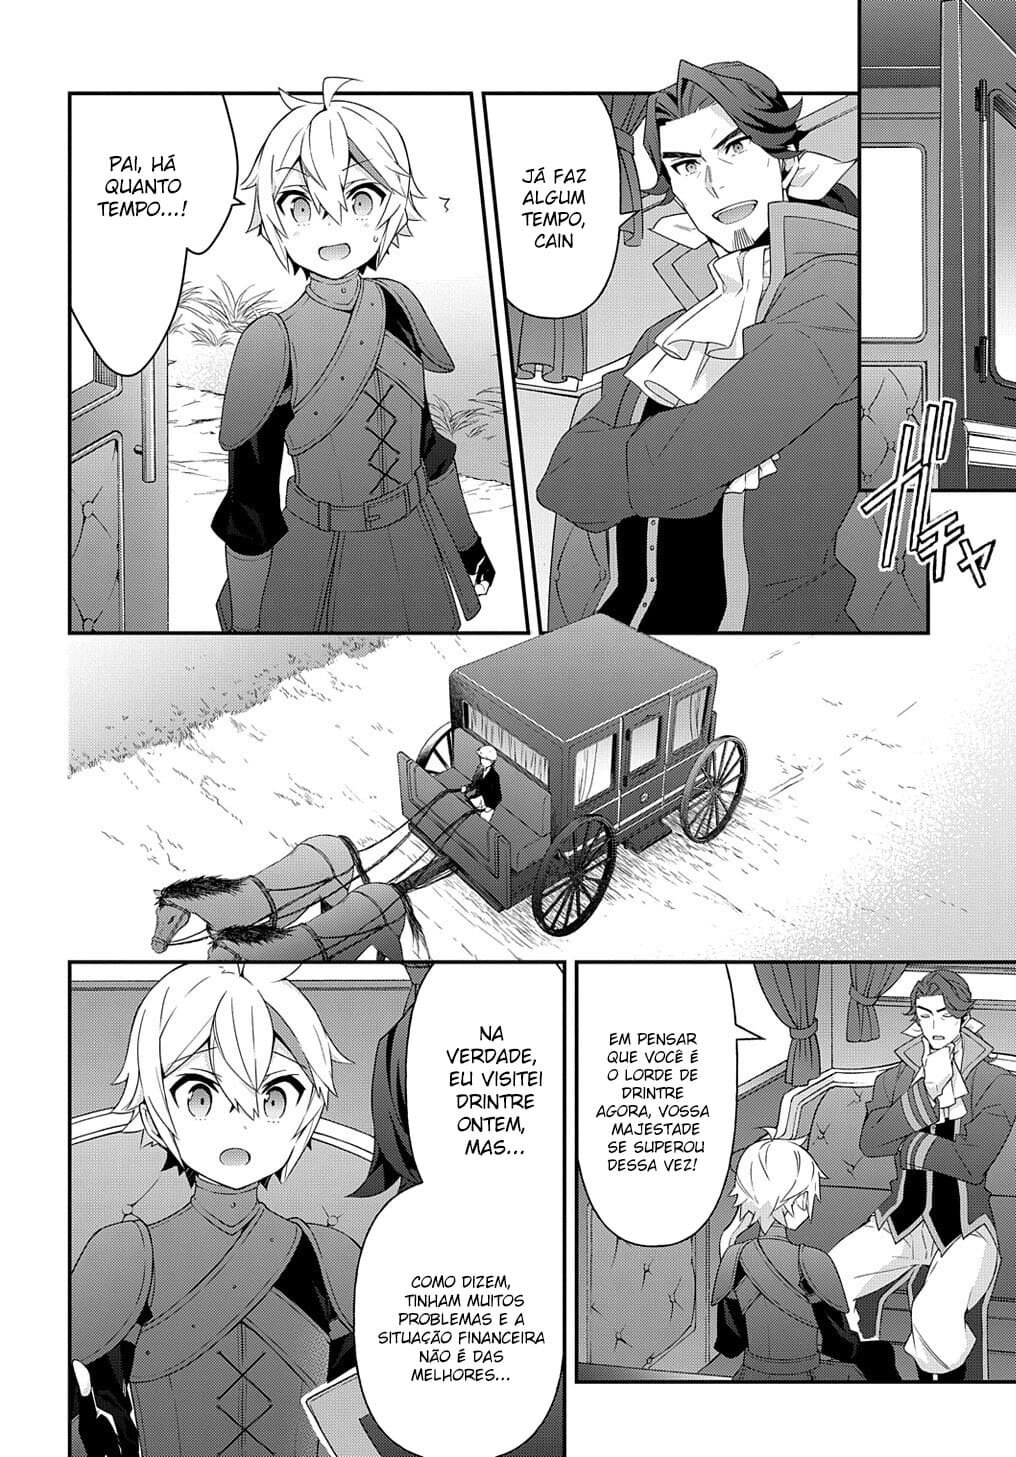 ガチャ
JÁ FAZ
ALGUM
TEMPO,
CAIN
PAI, HÁ
QUANTO
TEMPO...!
EM PENSAR
QUE VOCÊ É
O LORDE DE
DRINTRE
AGORA, VOSSA
MAJESTADE
SE SUPEROU
DESSA VEZ!
NA
VERDADE,
EU VISITEI
DRINTRE
ONTEM,
MAS...
COMO DIZEM,
TINHAM MUITOS
PROBLEMAS E A
SITUAÇÃO FINANCEIRA
NÃO É DAS
MELHORES...